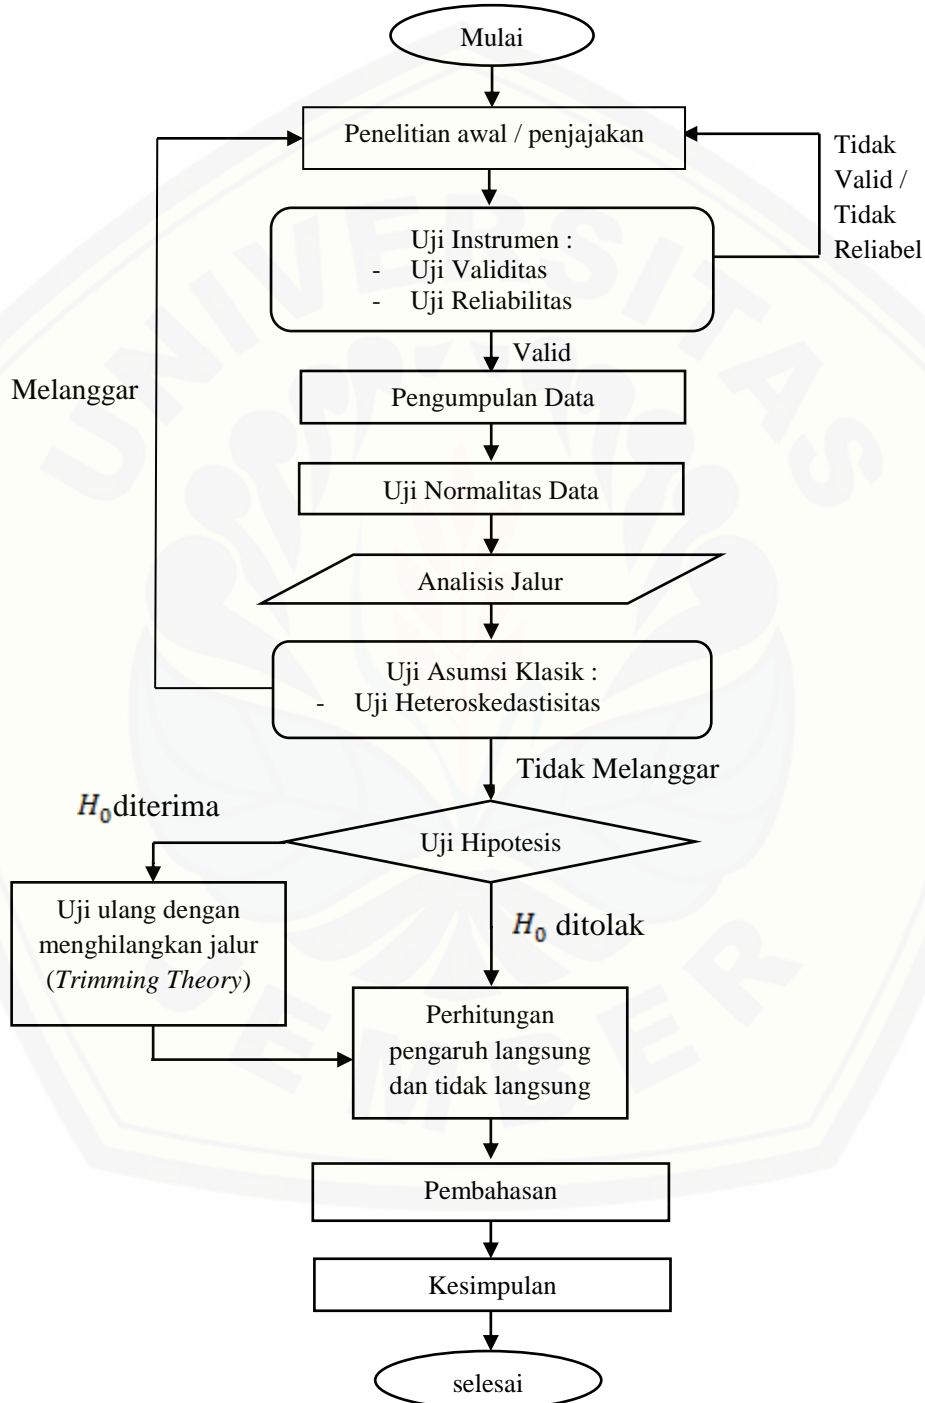 Mulai
Penelitian awal / penjajakan
Tidak
Valid /
Tidak
Reliabel
Uji Instrumen :
- Uji Validitas
- Uji Reliabilitas
Valid
Melanggar
Pengumpulan Data
Uji Normalitas Data
Analisis Jalur
Uji Asumsi Klasik :
- Uji Heteroskedastisitas
Tidak Melanggar
H₀diterima
Uji Hipotesis
Uji ulang dengan
menghilangkan jalur
(Trimming Theory)
H₀ ditolak
Perhitungan
pengaruh langsung
dan tidak langsung
Pembahasan
Kesimpulan
selesai
UNIVERSITAS
JEMBER